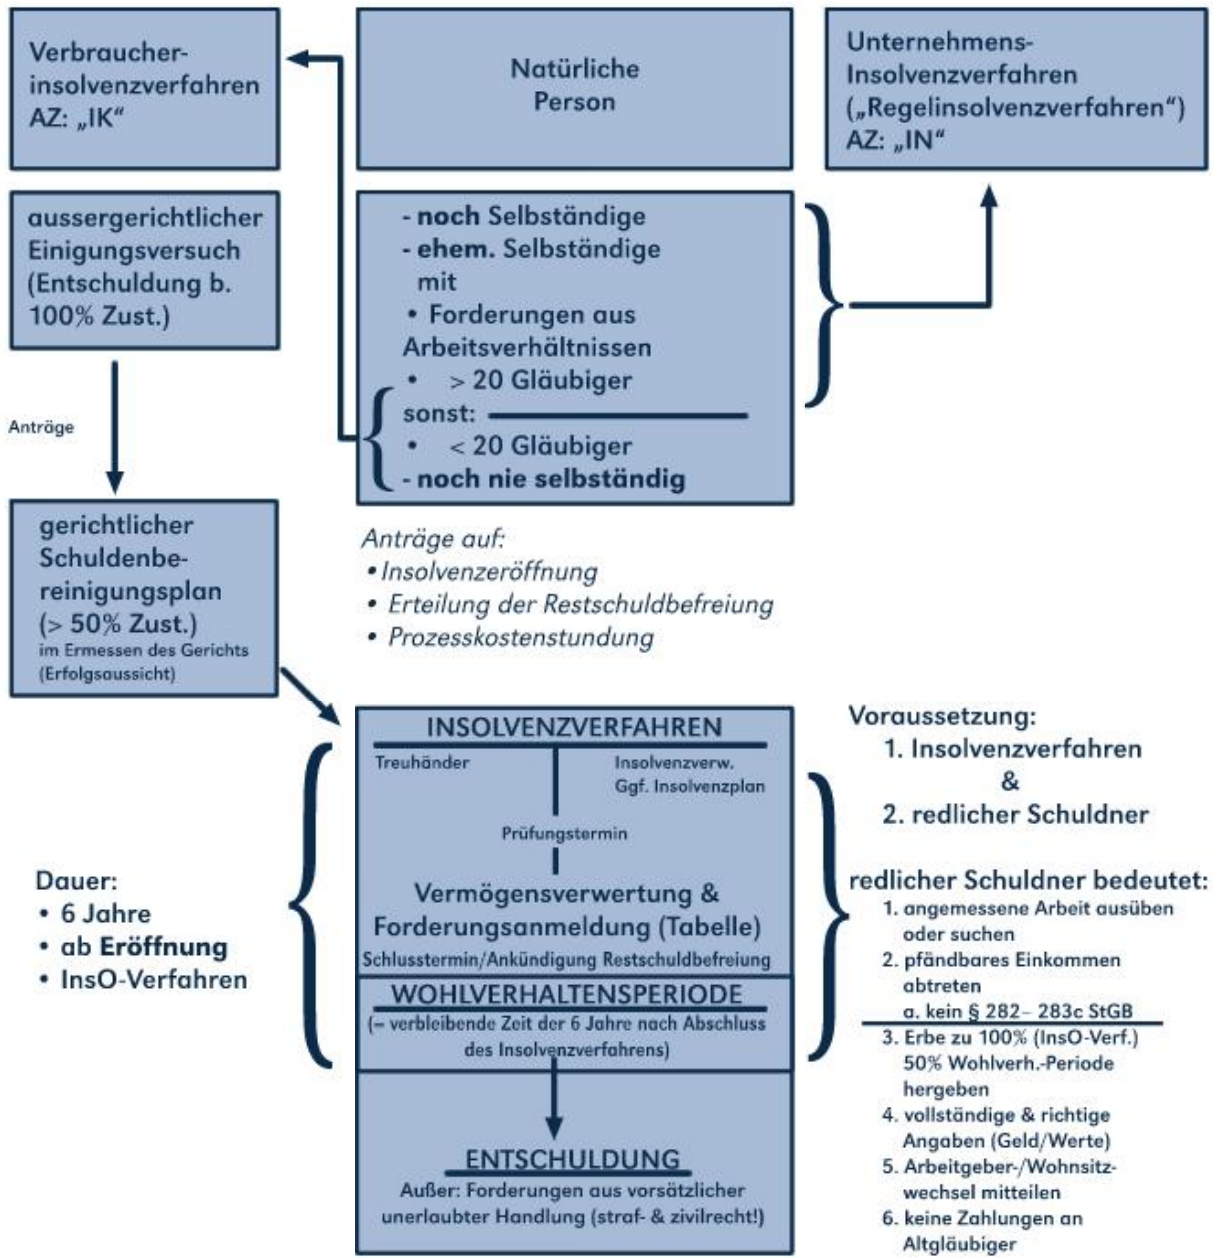 Verbraucher-
insolvenzverfahren
AZ: „IK“
Natürliche
Person
Unternehmens-
Insolvenzverfahren
(„Regelinsolvenzverfahren“)
AZ: „IN“
aussergerichtlicher
Einigungsversuch
(Entschuldung b.
100% Zust.)
- noch Selbständige
- ehem. Selbständige
mit
• Forderungen aus
Arbeitsverhältnissen
• > 20 Gläubiger
sonst:
• < 20 Gläubiger
- noch nie selbständig
Anträge
gerichtlicher
Schuldenbe-
reinigungsplan
(> 50% Zust.)
im Ermessen des Gerichts
(Erfolgsaussicht)
Anträge auf:
• Insolvenzeröffnung
• Erteilung der Restschuldbefreiung
• Prozesskostenstundung
INSOLVENZVERFAHREN
Treuhänder
Insolvenzverw.
Ggf. Insolvenzplan
Prüfungstermin
Vermögensverwertung &
Forderungsanmeldung (Tabelle)
Schlusstermin/Ankündigung Restschuldbefreiung
WOHLVERHALTENSPERIODE
(= verbleibende Zeit der 6 Jahre nach Abschluss
des Insolvenzverfahrens)
ENTSCHULDUNG
Außer: Forderungen aus vorsätzlicher
unerlaubter Handlung (straf- & zivilrecht!)
Dauer:
• 6 Jahre
• ab Eröffnung
• InsO-Verfahren
Voraussetzung:
1. Insolvenzverfahren
&
2. redlicher Schuldner
redlicher Schuldner bedeutet:
1. angemessene Arbeit ausüben
oder suchen
2. pfändbares Einkommen
abtreten
a. kein § 282– 283c StGB
3. Erbe zu 100% (InsO-Verf.)
50% Wohlverh.-Periode
hergeben
4. vollständige & richtige
Angaben (Geld/Werte)
5. Arbeitgeber-/Wohnsitz-
wechsel mitteilen
6. keine Zahlungen an
Altgläubiger